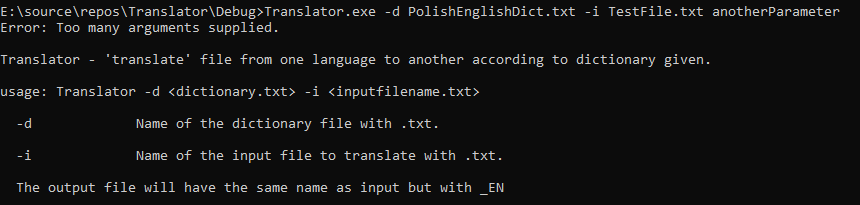 E:\source\repos\Translator\Debug>Translator.exe -d PolishEnglishDict.txt -i TestFile.txt anotherParameter
Error: Too many arguments supplied.
Translator - 'translate' file from one language to another according to dictionary given.
usage: Translator -d <dictionary.txt> -i <inputfilename.txt>
-d Name of the dictionary file with .txt.
-i Name of the input file to translate with .txt.
The output file will have the same name as input but with _EN